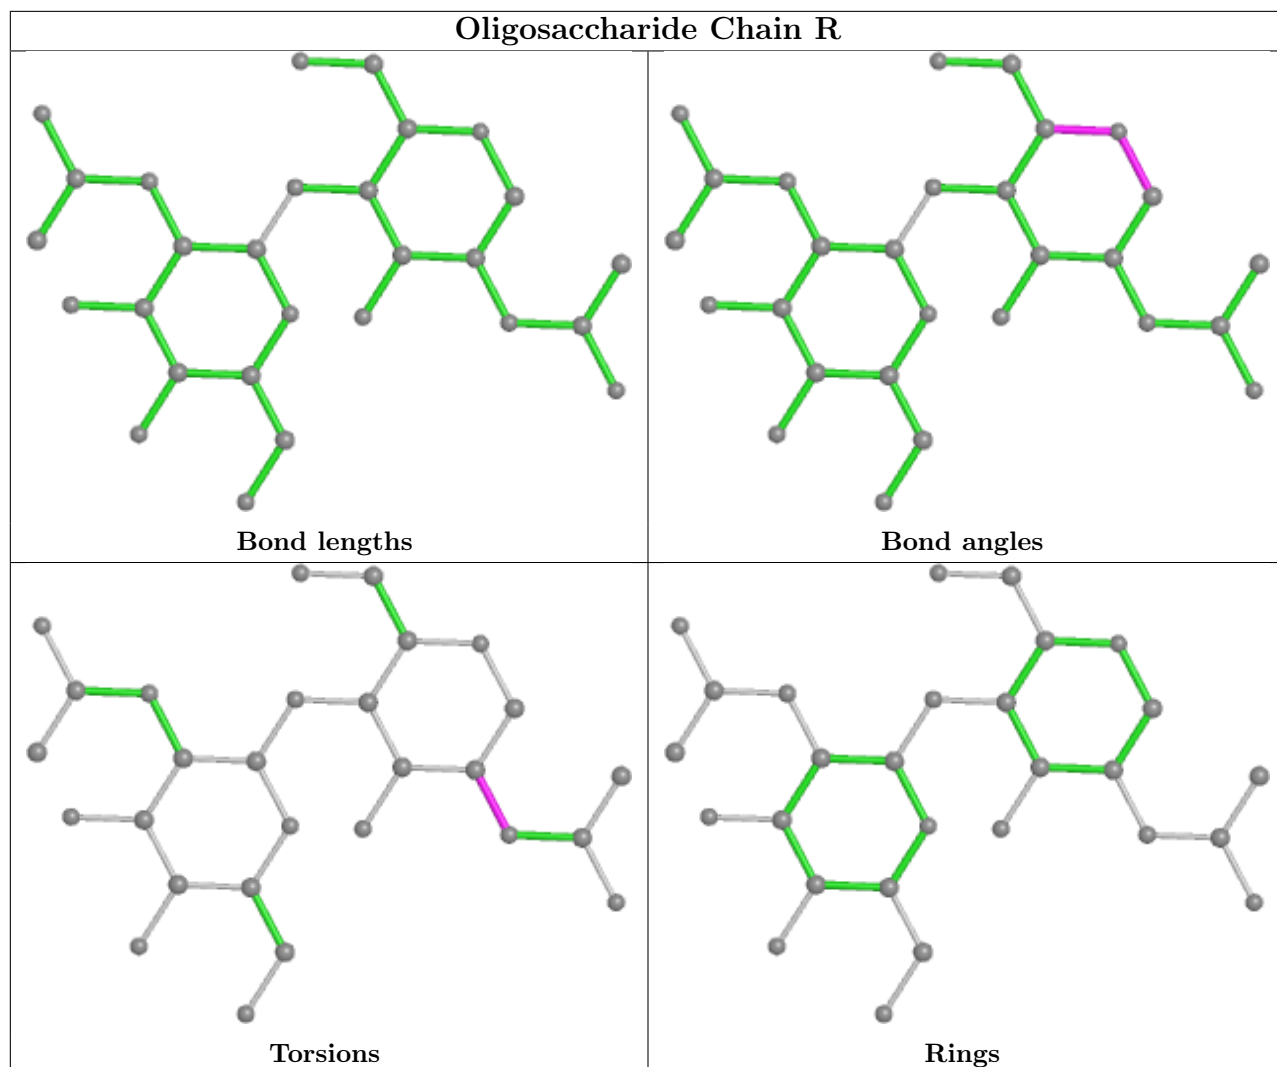 Oligosaccharide Chain R
Bond lengths
Bond angles
Torsions
Rings